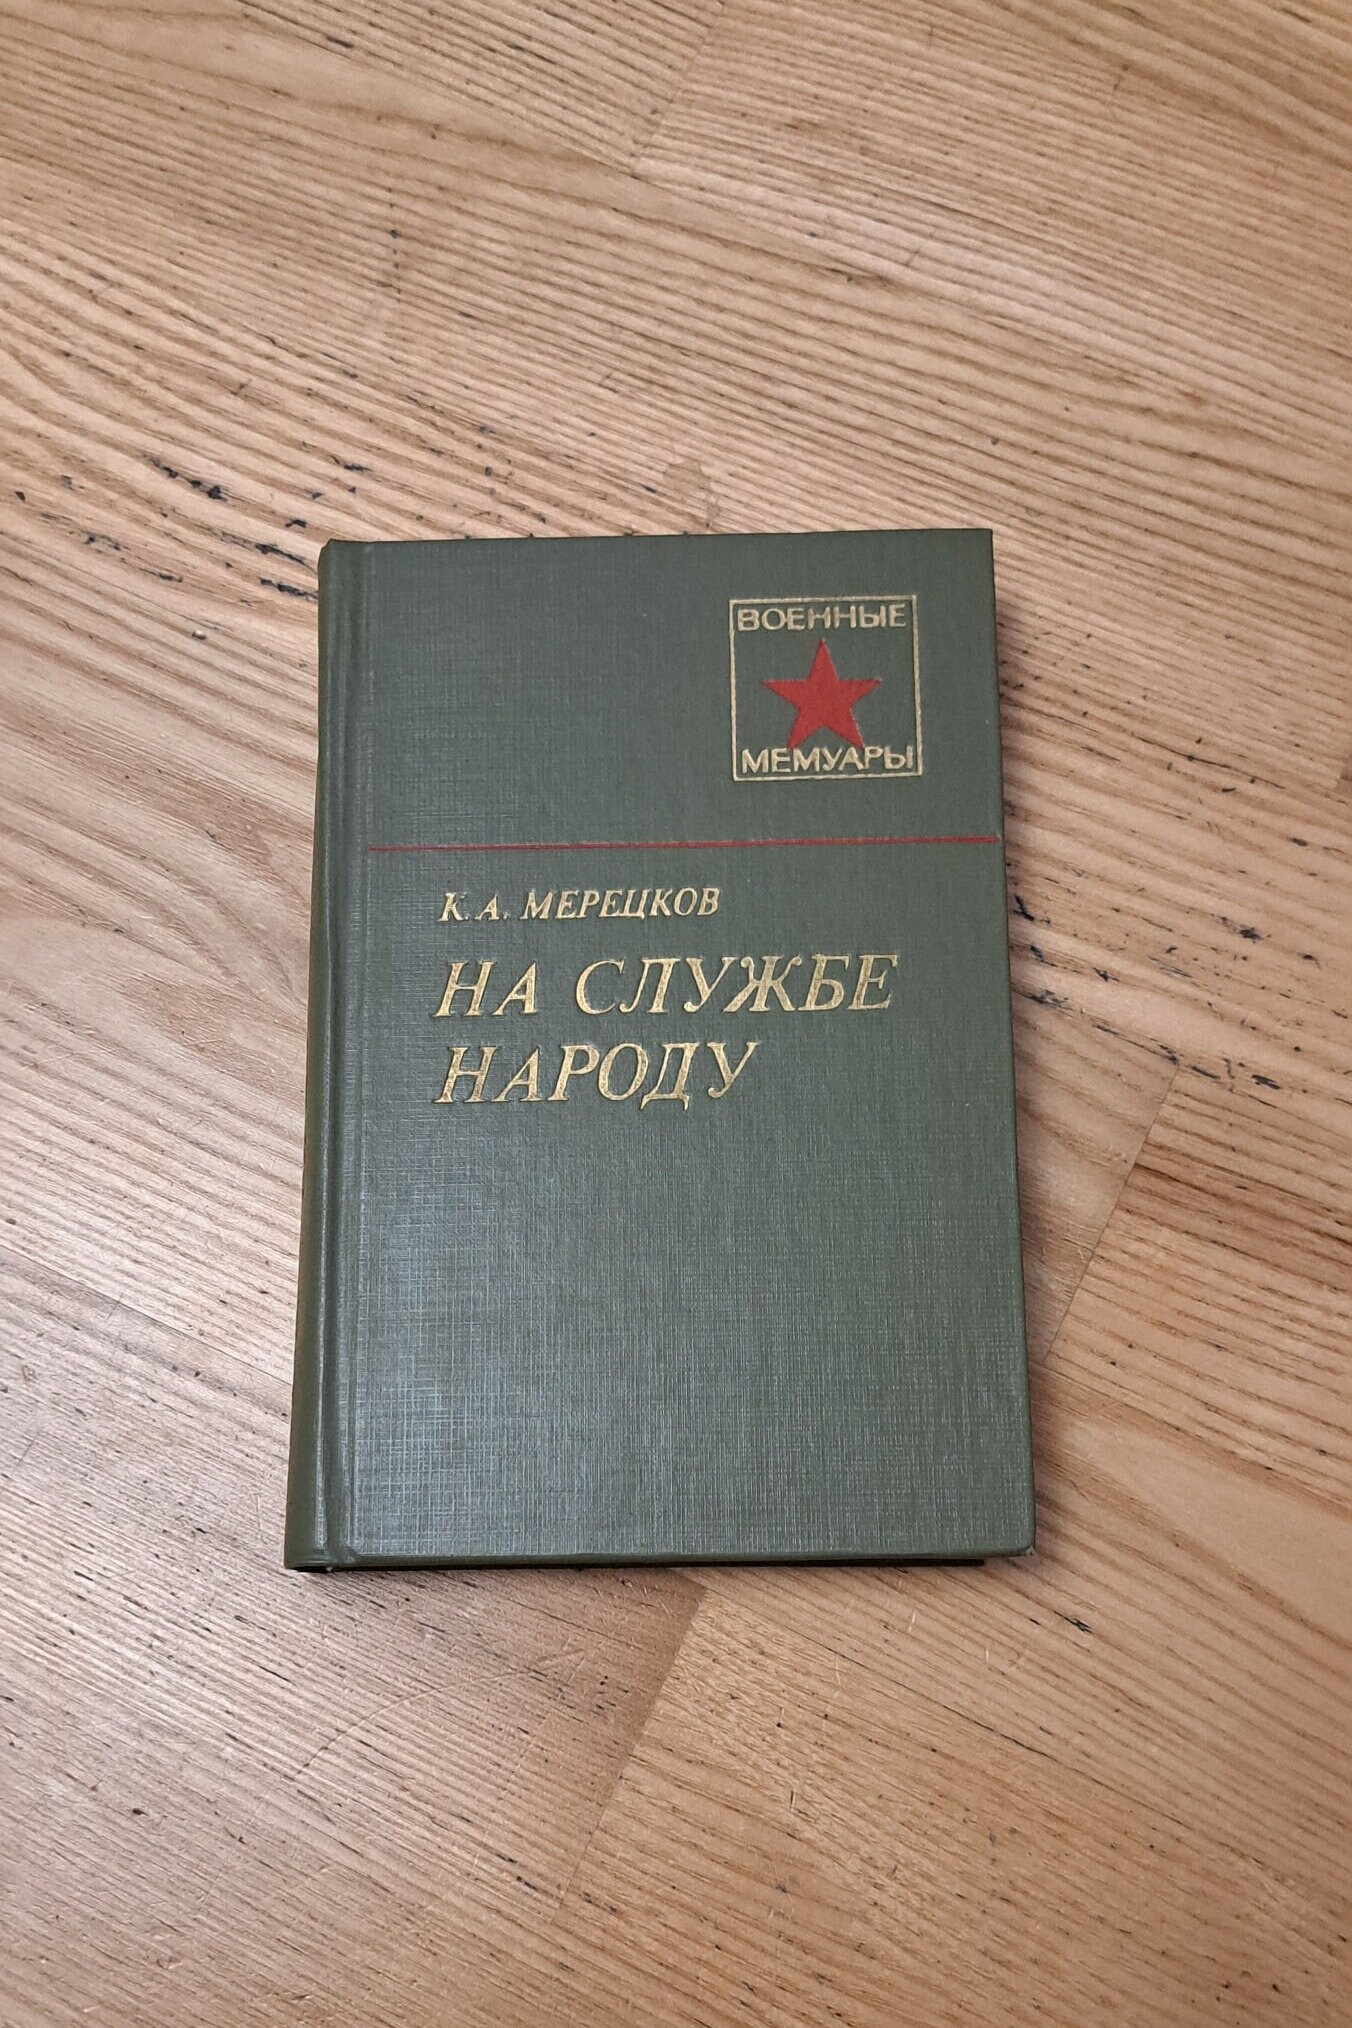 ВОЕННЫЕ
МЕМУАРЫ
К. А. МЕРЕЦКОВ
НА СЛУЖБЕ
НАРОДУ